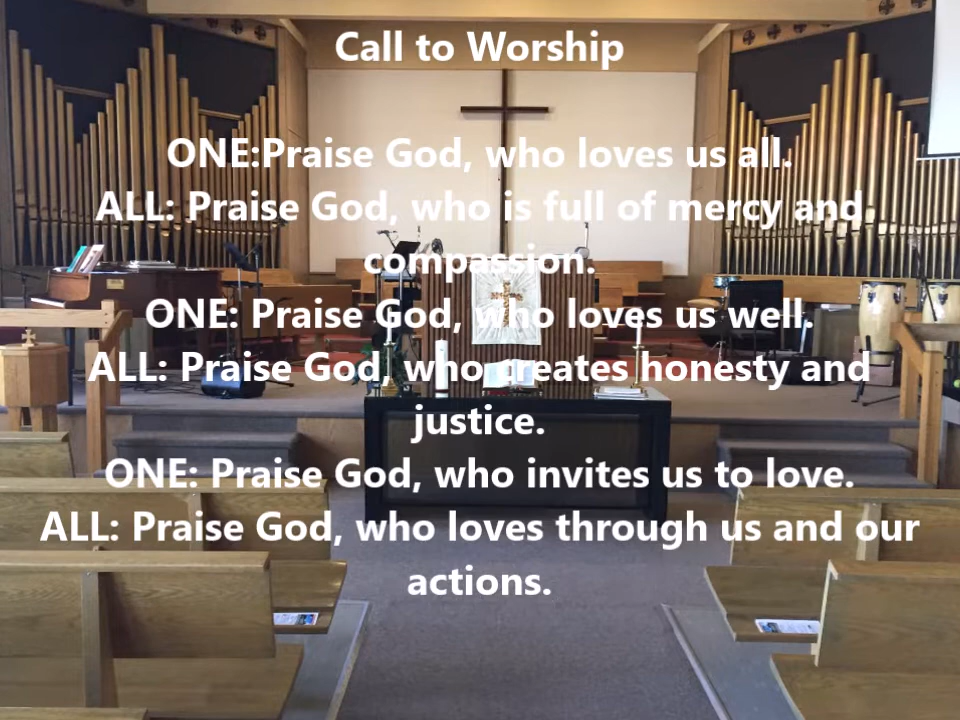 Call to Worship
ONE:Praise God, who loves us all.
ALL: Praise God, who is full of mercy and
compassion.
ONE: Praise God, who loves us well.
ALL: Praise God, who creates honesty and
justice.
ONE: Praise God, who invites us to love.
ALL: Praise God, who loves through us and our
actions.